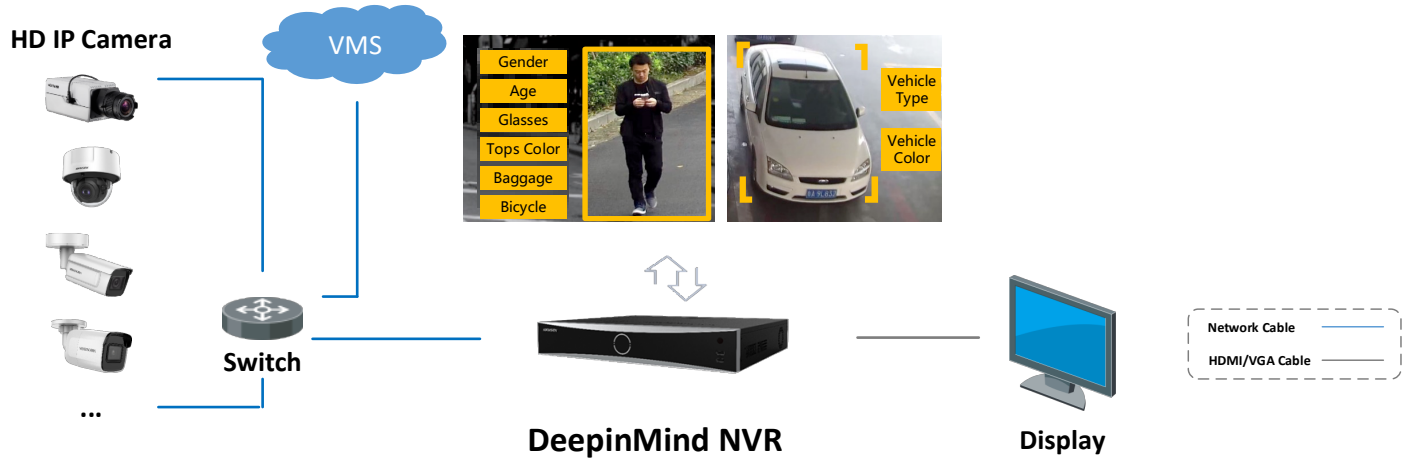 HD IP Camera
VMS
Gender
Age
Glasses
Tops Color
Baggage
Bicycle
Vehicle
Type
Vehicle
Color
Switch
...
DeepinMind NVR
Display
Network Cable
HDMI/VGA Cable